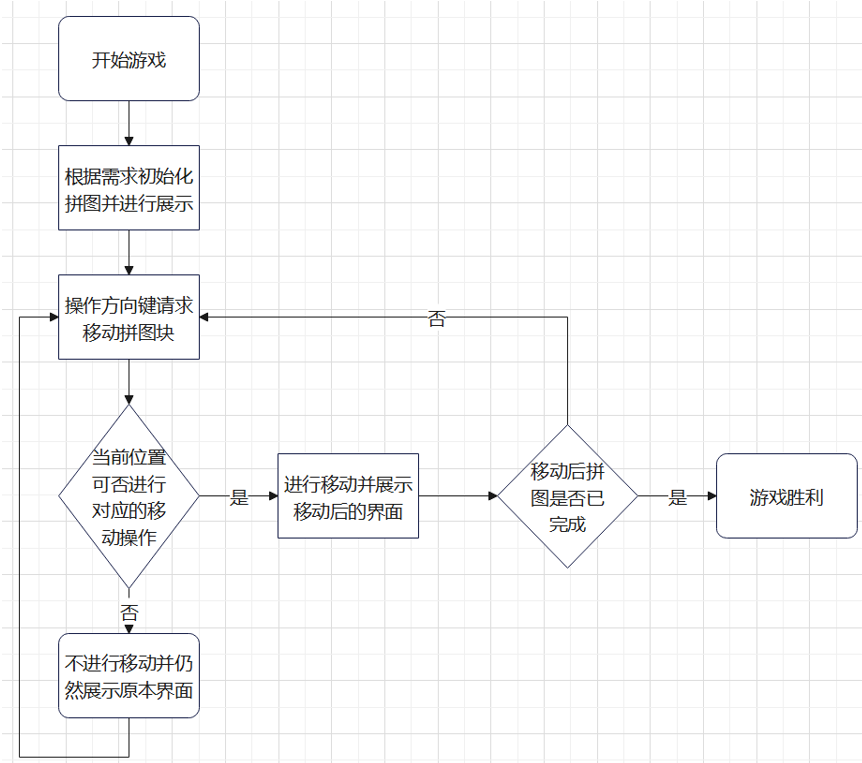 开始游戏
根据需求初始化
拼图并进行展示
操作方向键请求
移动拼图块
否
当前位置
可否进行
对应的移
动操作
是
进行移动并展示
移动后的界面
移动后拼
图是否已
完成
是
游戏胜利
否
不进行移动并仍
然展示原本界面